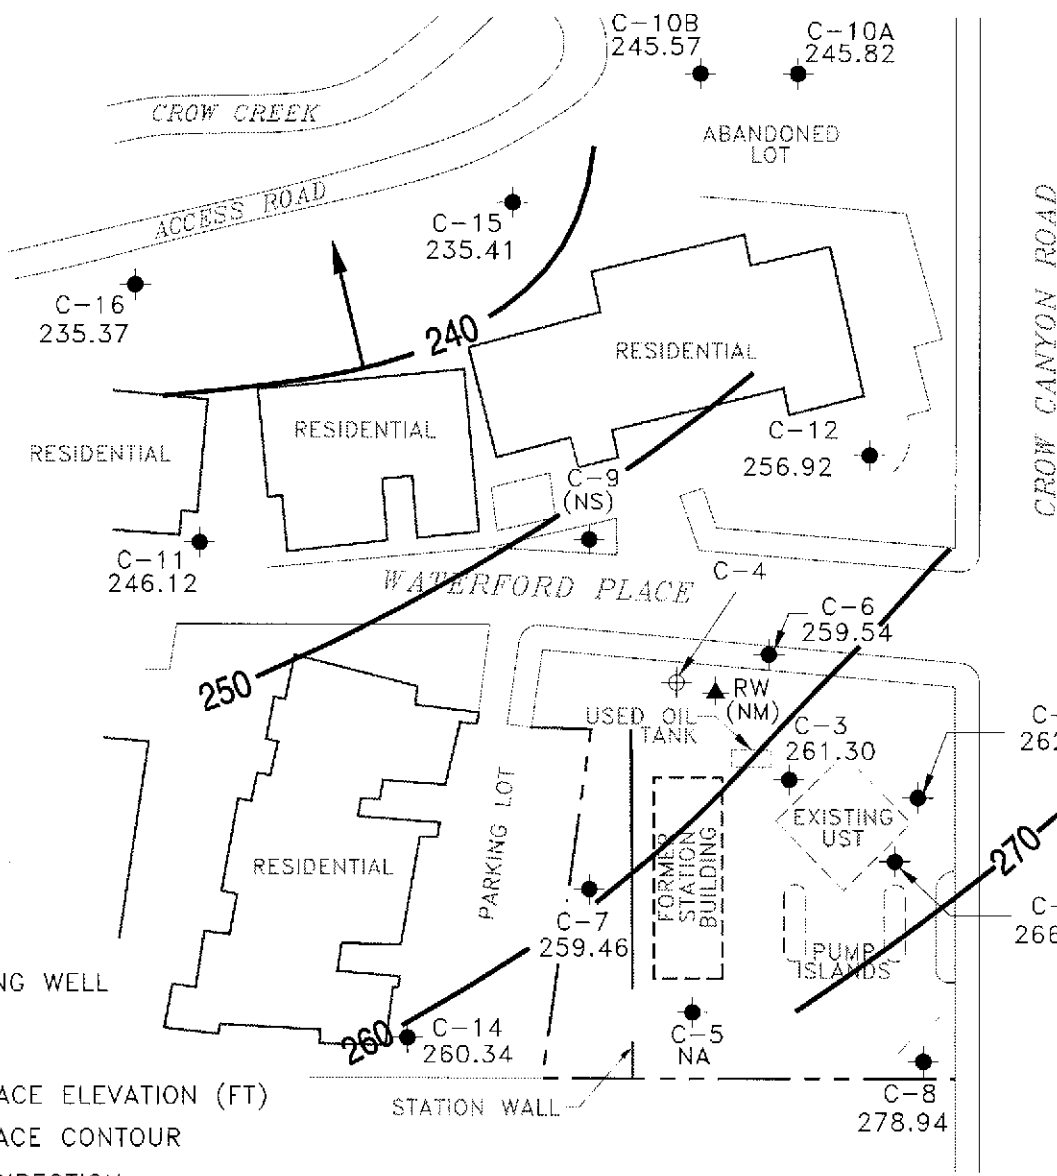 C-10B
245.57
C-10A
245.82
CROW CREEK
ABANDONED
LOT
ACCESS ROAD
C-15
235.41
C-16
235.37
CROW CANYON ROAD
240
RESIDENTIAL
RESIDENTIAL
RESIDENTIAL
C-12
256.92
C-9
(NS)
C-11
246.12
WATERFORD PLACE
C-4
C-6
259.54
250
RW
(NM)
USED OIL
TANK
C-3
261.30
C-
262
EXISTING
UST
PARKING LOT
FORMER
STATION
BUILDING
270
RESIDENTIAL
C-7
259.46
C-
266
PUMP
ISLANDS
NG WELL
260
C-14
260.34
C-5
NA
C-8
278.94
STATION WALL
ACE ELEVATION (FT)
ACE CONTOUR